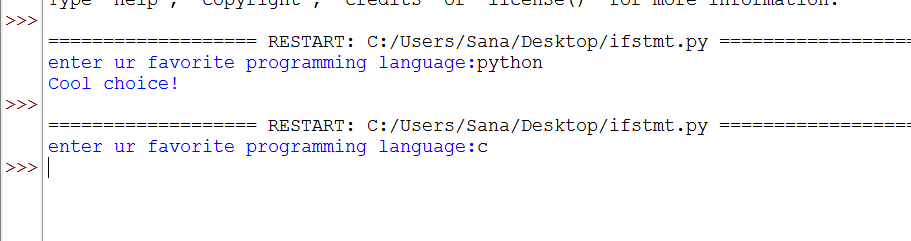 Type "help", "copyright", "credits" or "license()" for more information.
>>>
=================== RESTART: C:/Users/Sana/Desktop/ifstmt.py ==================
enter ur favorite programming language:python
Cool choice!
>>>
=================== RESTART: C:/Users/Sana/Desktop/ifstmt.py ==================
enter ur favorite programming language:c
>>>